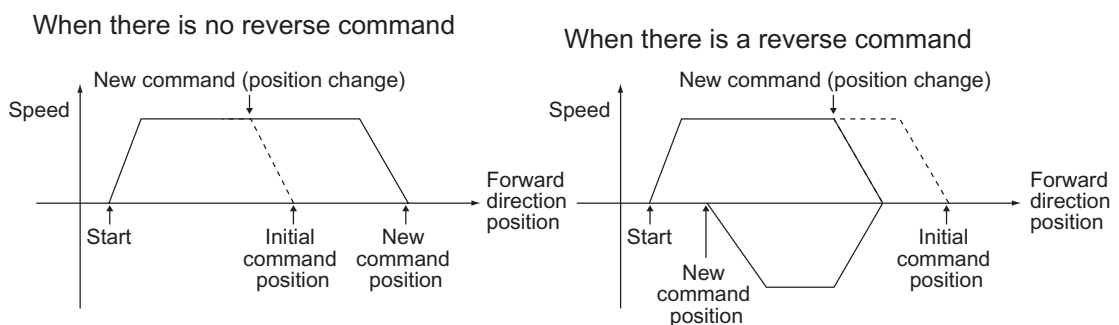 When there is no reverse command
New command (position change)
Speed
Forward
direction
position
Start
Initial
command
position
New
command
position
When there is a reverse command
New command (position change)
Speed
Forward
direction
position
Start
New
command
position
Initial
command
position